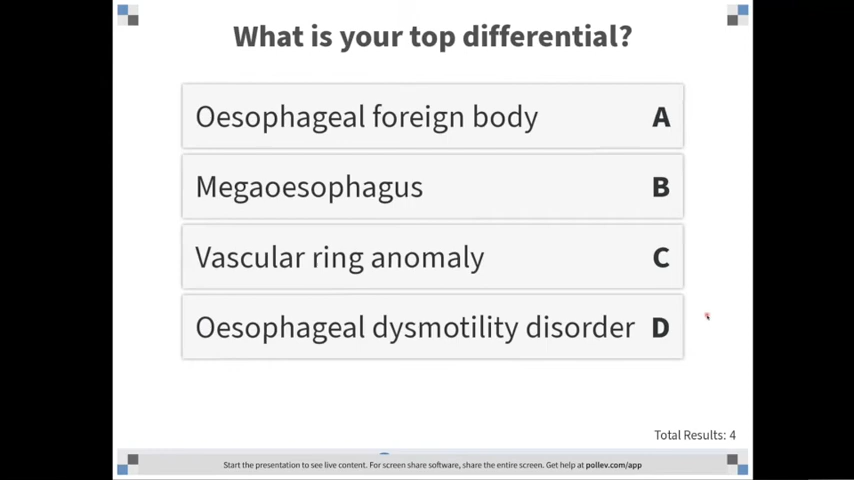 What is your top differential?
Oesophageal foreign body A
Megaoesophagus B
Vascular ring anomaly C
Oesophageal dysmotility disorder D
Total Results: 4
Start the presentation to see live content. For screen share software, share the entire screen. Get help at pollev.com/app